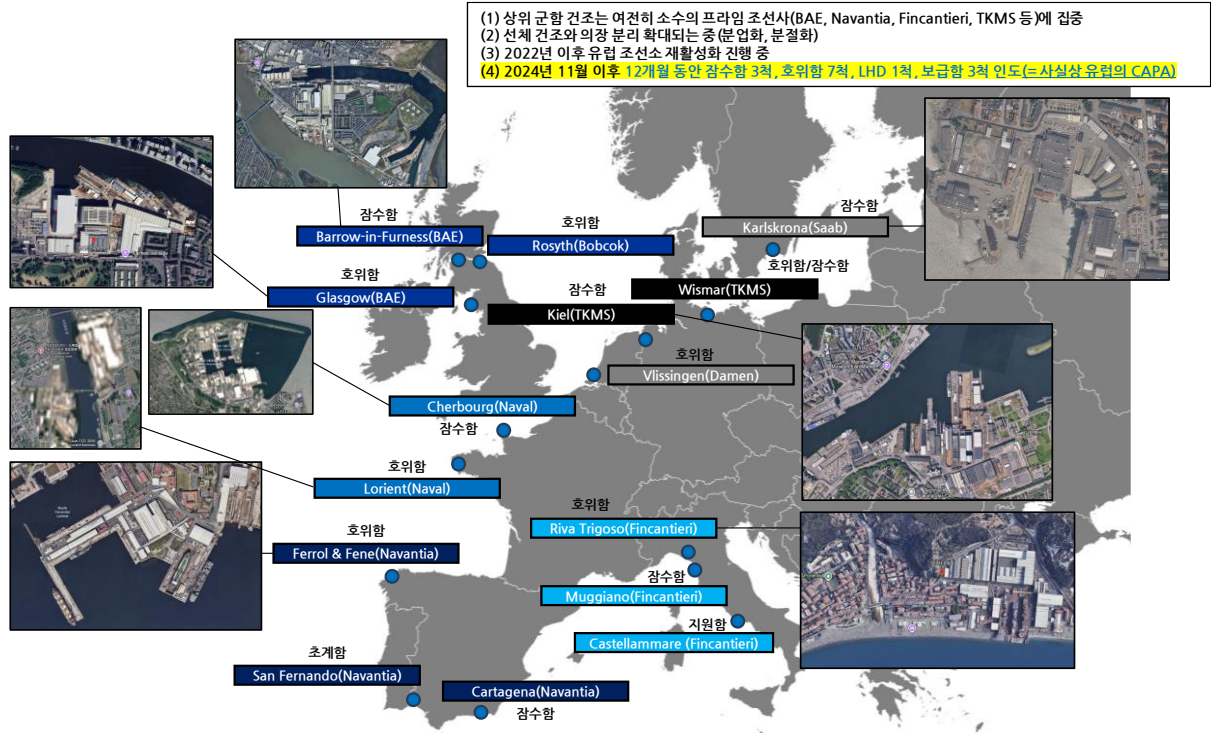 (1) 상위 군함 건조는 여전히 소수의 프라임 조선사(BAE, Navantia, Fincantieri, TKMS 등)에 집중
(2) 선체 건조와 의장 분리 확대되는 중(분업화, 분절화)
(3) 2022년 이후 유럽 조선소 재활성화 진행 중
(4) 2024년 11월 이후 12개월 동안 잠수함 3척, 호위함 7척, LHD 1척, 보급함 3척 인도(=사실상 유럽의 CAPA)
잠수함
Barrow-in-Furness(BAE)
호위함
Rosyth(Bobcok)
잠수함
Karlskrona(Saab)
호위함
Glasgow(BAE)
호위함/잠수함
Wismar(TKMS)
잠수함
Kiel(TKMS)
호위함
Vlissingen(Damen)
Cherbourg(Naval)
잠수함
호위함
Lorient(Naval)
호위함
Riva Trigoso(Fincantieri)
호위함
Ferrol & Fene(Navantia)
잠수함
Muggiano(Fincantieri)
지원함
Castellammare (Fincantieri)
초계함
San Fernando(Navantia)
Cartagena(Navantia)
잠수함